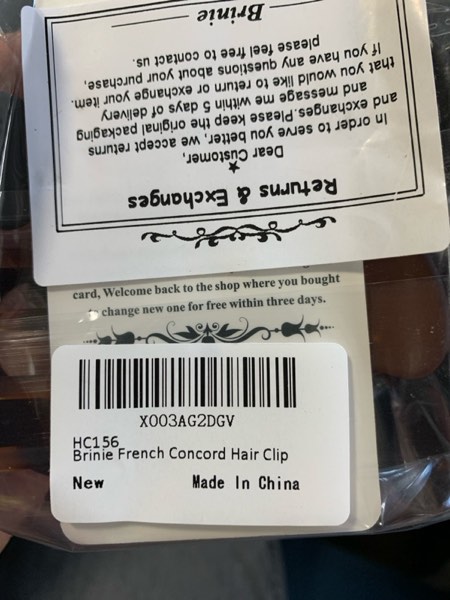 Returns & Exchanges
Dear Customer,
In order to serve you better, we accept returns
and exchanges. Please keep the original packaging
and message me within 5 days of delivery
that you would like to return or exchange your item.
If you have any questions about your purchase,
please feel free to contact us.
Brinie
card, Welcome back to the shop where you bought
change new one for free within three days.
X003AG2DGV
HC156
Brinie French Concord Hair Clip
New Made In China